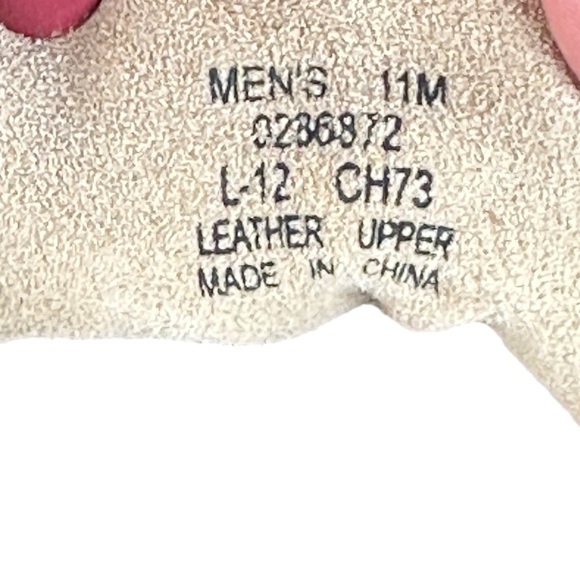 MEN'S 11M
0286872
L-12 CH73
LEATHER UPPER
MADE IN CHINA